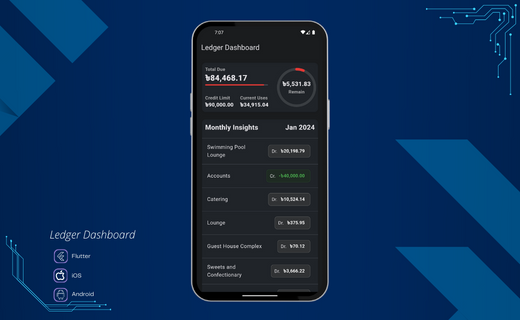 7:07
Ledger Dashboard
Total Due
৳84,468.17
Credit Limit
৳90,000.00
Current Uses
৳34,915.04
৳5,531.83
Remain
Monthly Insights
Jan 2024
Swimming Pool
Lounge
Dr. ৳20,198.79
Accounts
Cr. -৳40,000.00
Catering
Dr. ৳10,524.14
Lounge
Dr. ৳375.95
Guest House Complex
Dr. ৳70.12
Sweets and
Confectionary
Dr. ৳3,666.22
Ledger Dashboard
Flutter
iOS
Android